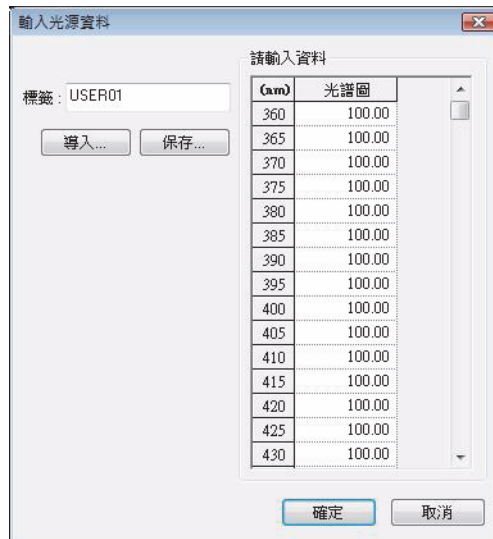 輸入光源資料
標籤 : USER01
導入...
保存...
請輸入資料
(nm) 光譜圖
360 100.00
365 100.00
370 100.00
375 100.00
380 100.00
385 100.00
390 100.00
395 100.00
400 100.00
405 100.00
410 100.00
415 100.00
420 100.00
425 100.00
430 100.00
確定
取消